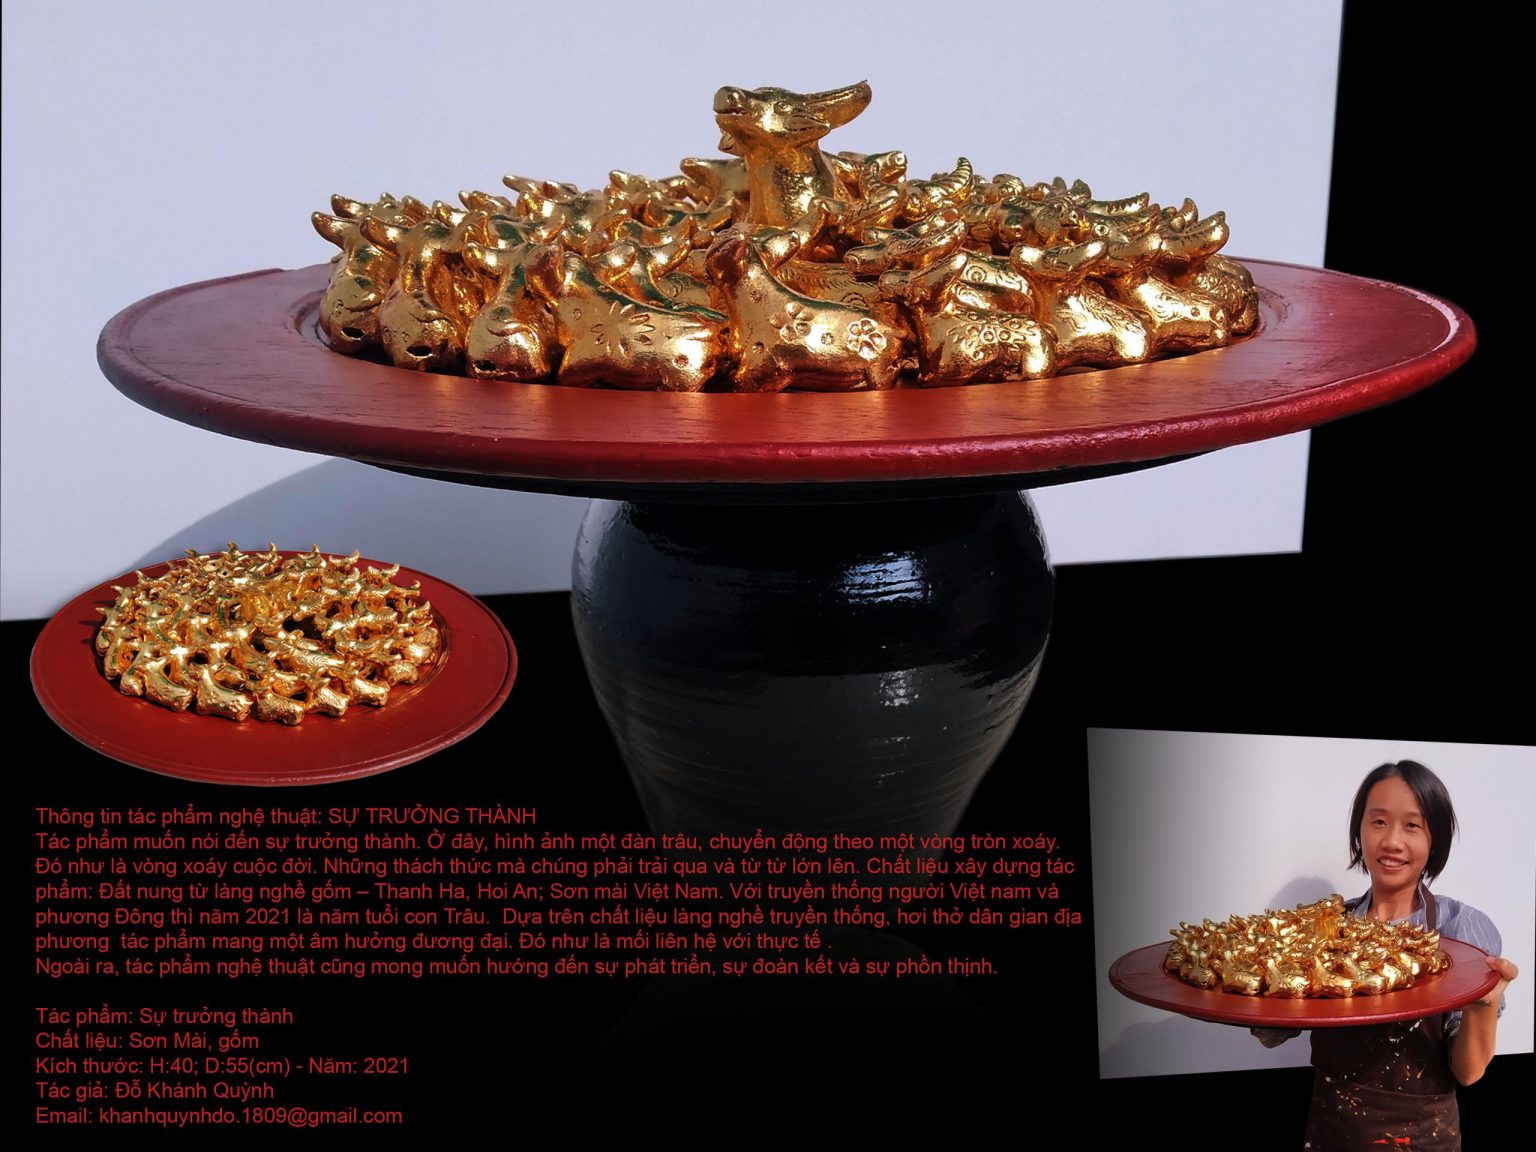 Thông tin tác phẩm nghệ thuật: SỰ TRƯỞNG THÀNH
Tác phẩm muốn nói đến sự trưởng thành. Ở đây, hình ảnh một đàn trâu, chuyển động theo một vòng tròn xoáy.
Đó như là vòng xoáy cuộc đời. Những thách thức mà chúng phải trải qua và từ từ lớn lên. Chất liệu xây dựng tác
phẩm: Đất nung từ làng nghề gốm – Thanh Ha, Hoi An; Sơn mài Việt Nam. Với truyền thống người Việt nam và
phương Đông thì năm 2021 là năm tuổi con Trâu.  Dựa trên chất liệu làng nghề truyền thống, hơi thở dân gian địa
phương  tác phẩm mang một âm hưởng đương đại. Đó như là mối liên hệ với thực tế .
Ngoài ra, tác phẩm nghệ thuật cũng mong muốn hướng đến sự phát triển, sự đoàn kết và sự phồn thịnh.
Tác phẩm: Sự trưởng thành
Chất liệu: Sơn Mài, gốm
Kích thước: H:40; D:55(cm) - Năm: 2021
Tác giả: Đỗ Khánh Quỳnh
Email: khanhquynhdo.1809@gmail.com